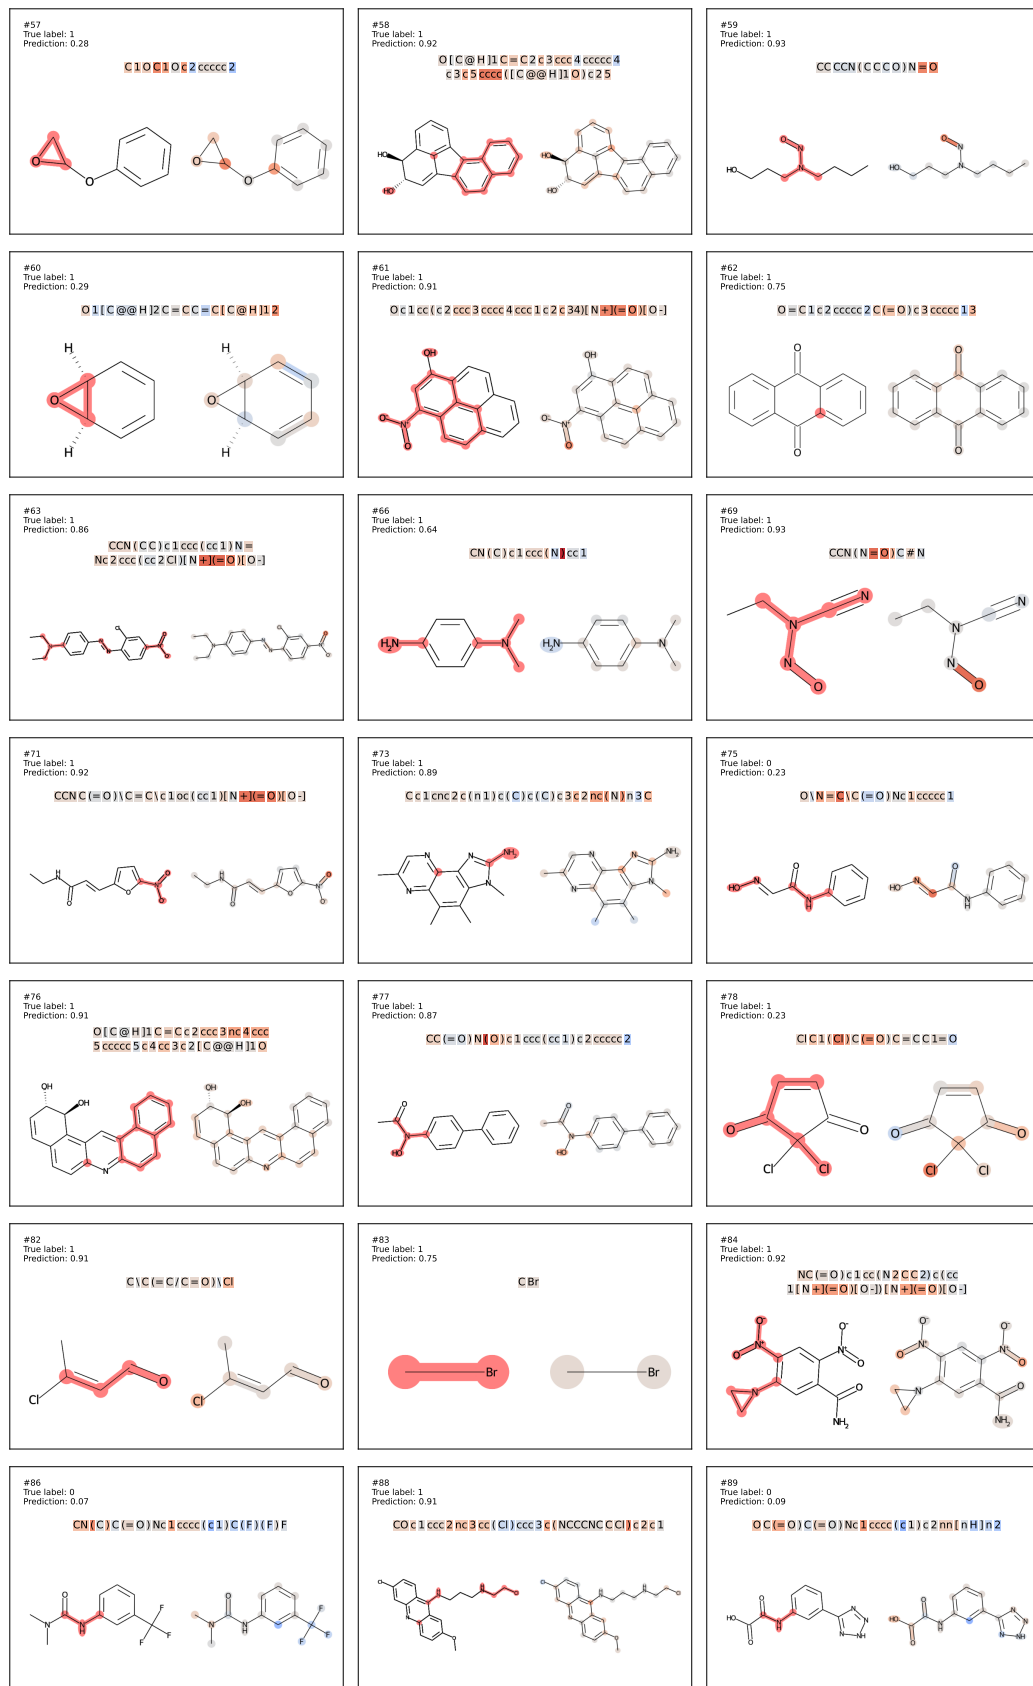 #57
True label: 1
Prediction: 0.28
C1OC1Oc2ccccc2
#58
True label: 1
Prediction: 0.92
O[C@H]1C=C2c3ccc4ccccc4
c3c5cccc([C@@H]1O)c25
#59
True label: 1
Prediction: 0.93
CCCCN(CCCO)N=O
#60
True label: 1
Prediction: 0.29
O1[C@@H]2C=CC=C[C@H]12
#61
True label: 1
Prediction: 0.91
Oc1cc(c2ccc3cccc4ccc1c2c34)[N+](=O)[O-]
#62
True label: 1
Prediction: 0.75
O=C1c2ccccc2C(=O)c3ccccc13
#63
True label: 1
Prediction: 0.86
CCN(CC)c1ccc(cc1)N=
Nc2ccc(cc2Cl)[N+](=O)[O-]
#66
True label: 1
Prediction: 0.64
CN(C)c1ccc(N)cc1
#69
True label: 1
Prediction: 0.93
CCN(N=O)C#N
#71
True label: 1
Prediction: 0.92
CCNC(=O)\C=C\c1oc(cc1)[N+](=O)[O-]
#73
True label: 1
Prediction: 0.89
Cc1cnc2c(n1)c(C)c(C)c3c2nc(N)n3C
#75
True label: 0
Prediction: 0.23
O\N=C\C(=O)Nc1ccccc1
#76
True label: 1
Prediction: 0.91
O[C@H]1C=Cc2ccc3nc4ccc
5ccccc5c4cc3c2[C@@H]1O
#77
True label: 1
Prediction: 0.87
CC(=O)N(O)c1ccc(cc1)c2ccccc2
#78
True label: 1
Prediction: 0.23
ClC1(Cl)C(=O)C=CC1=O
#82
True label: 1
Prediction: 0.91
C\C(=C/C=O)\Cl
#83
True label: 1
Prediction: 0.75
CBr
#84
True label: 1
Prediction: 0.92
NC(=O)c1cc(N2CC2)c(cc
1[N+](=O)[O-])[N+](=O)[O-]
#86
True label: 0
Prediction: 0.07
CN(C)C(=O)Nc1cccc(c1)C(F)(F)F
#88
True label: 1
Prediction: 0.91
COc1ccc2nc3cc(Cl)ccc3c(NCCCNCCCl)c2c1
#89
True label: 0
Prediction: 0.09
OC(=O)C(=O)Nc1cccc(c1)c2nn[nH]n2